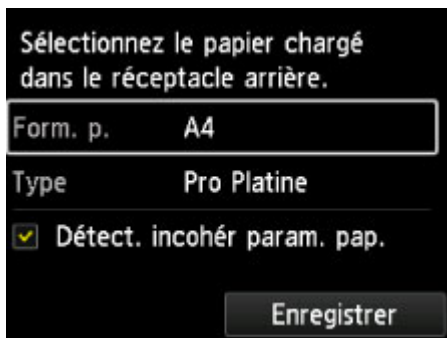 Sélectionnez le papier chargé
dans le réceptacle arrière.
Form. p. A4
Type Pro Platine
Détect. incohér param. pap.
Enregistrer